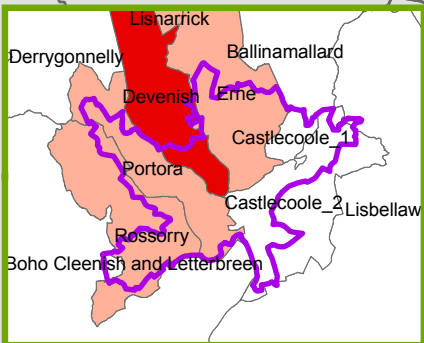 Lisnarrick
Derrygonnelly
Ballinamallard
Devenish
Erne
Castlecoole_1
Portora
Castlecoole_2
Lisbellaw
Rossorry
Boho Cleenish and Letterbreen